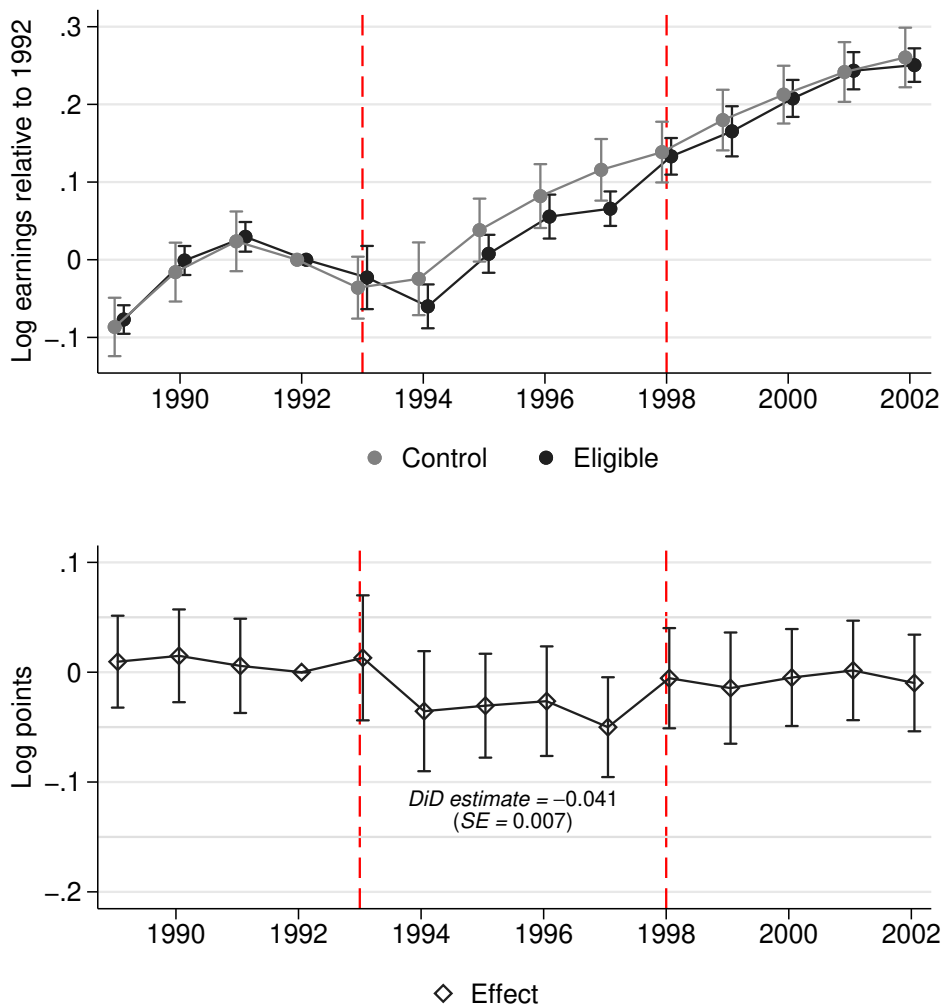 Log earnings relative to 1992
.3
.2
.1
0
−.1
1990 1992 1994 1996 1998 2000 2002
Control Eligible
Log points
.1
0
−.1
−.2
DiD estimate = −0.041
(SE = 0.007)
1990 1992 1994 1996 1998 2000 2002
Effect